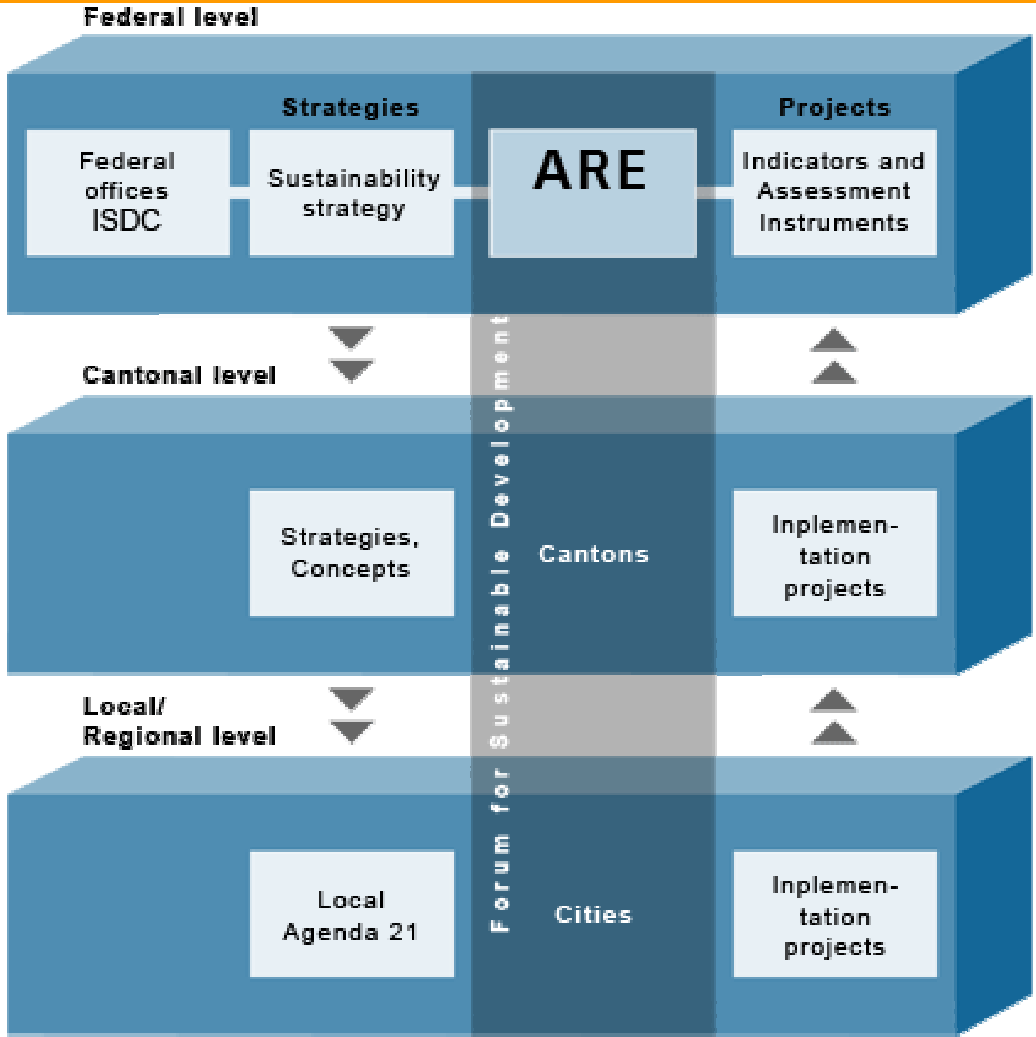 Federal level
Strategies
Projects
Federal
offices
ISDC
Sustainability
strategy
ARE
Indicators and
Assessment
Instruments
Forum for Sustainable Development
Cantonal level
Strategies,
Concepts
Cantons
Inplemen-
tation
projects
Local/
Regional level
Local
Agenda 21
Cities
Inplemen-
tation
projects